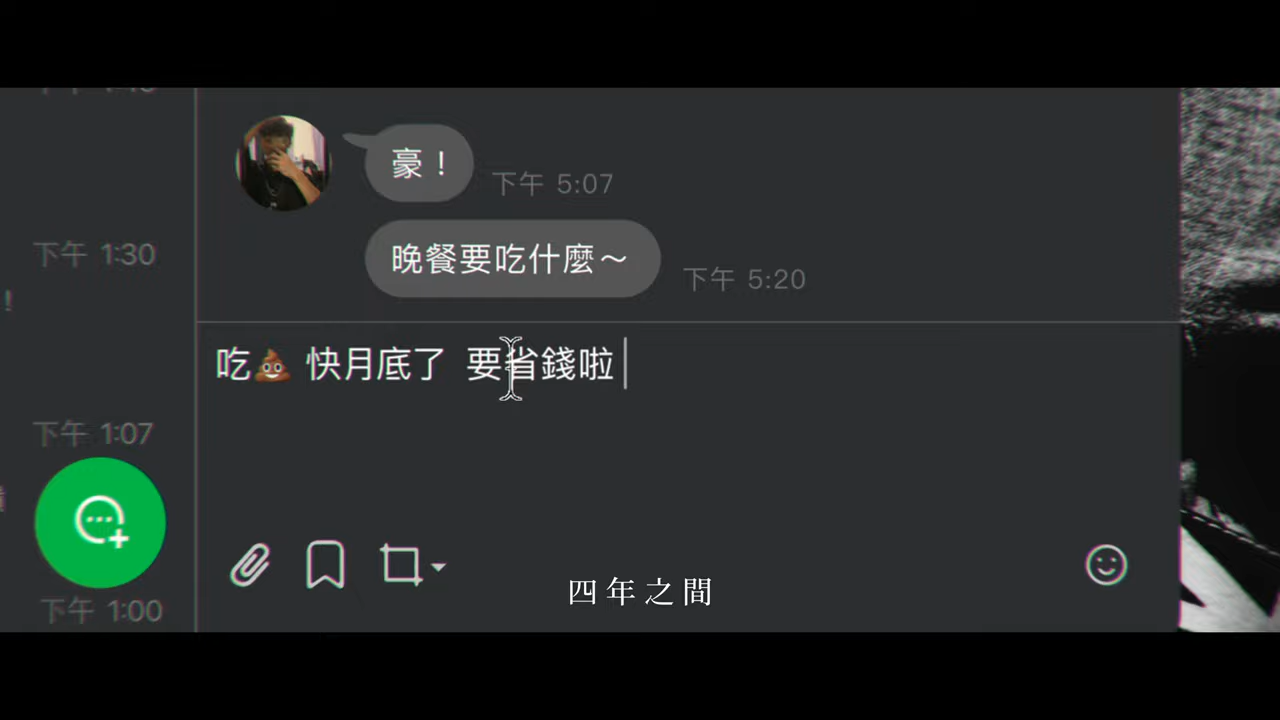 豪！
下午 5:07
下午 1:30
晚餐要吃什麼～
下午 5:20
！
吃💩 快月底了 要省錢啦
下午 1:07
四年之間
下午 1:00